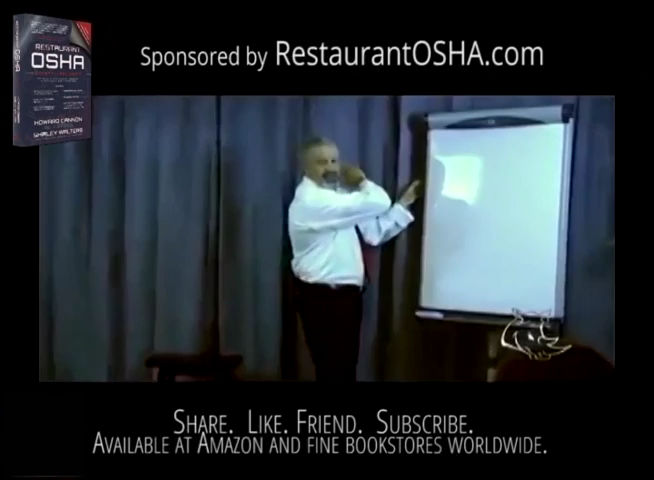 Sponsored by RestaurantOSHA.com
RESTAURANT
OSHA
HOWARD CANNON
SHIRLEY WALTERS
SHARE. LIKE. FRIEND. SUBSCRIBE.
AVAILABLE AT AMAZON AND FINE BOOKSTORES WORLDWIDE.